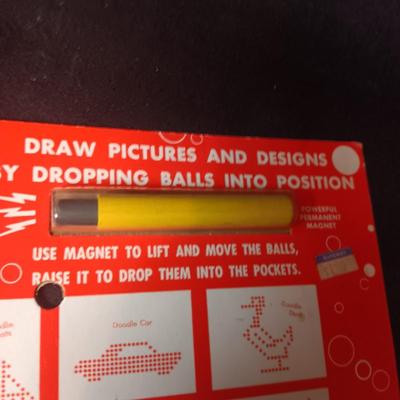 DRAW PICTURES AND DESIGNS
BY DROPPING BALLS INTO POSITION
POWERFUL
PERMANENT
MAGNET
USE MAGNET TO LIFT AND MOVE THE BALLS,
RAISE IT TO DROP THEM INTO THE POCKETS.
Doodle Car
Doodle